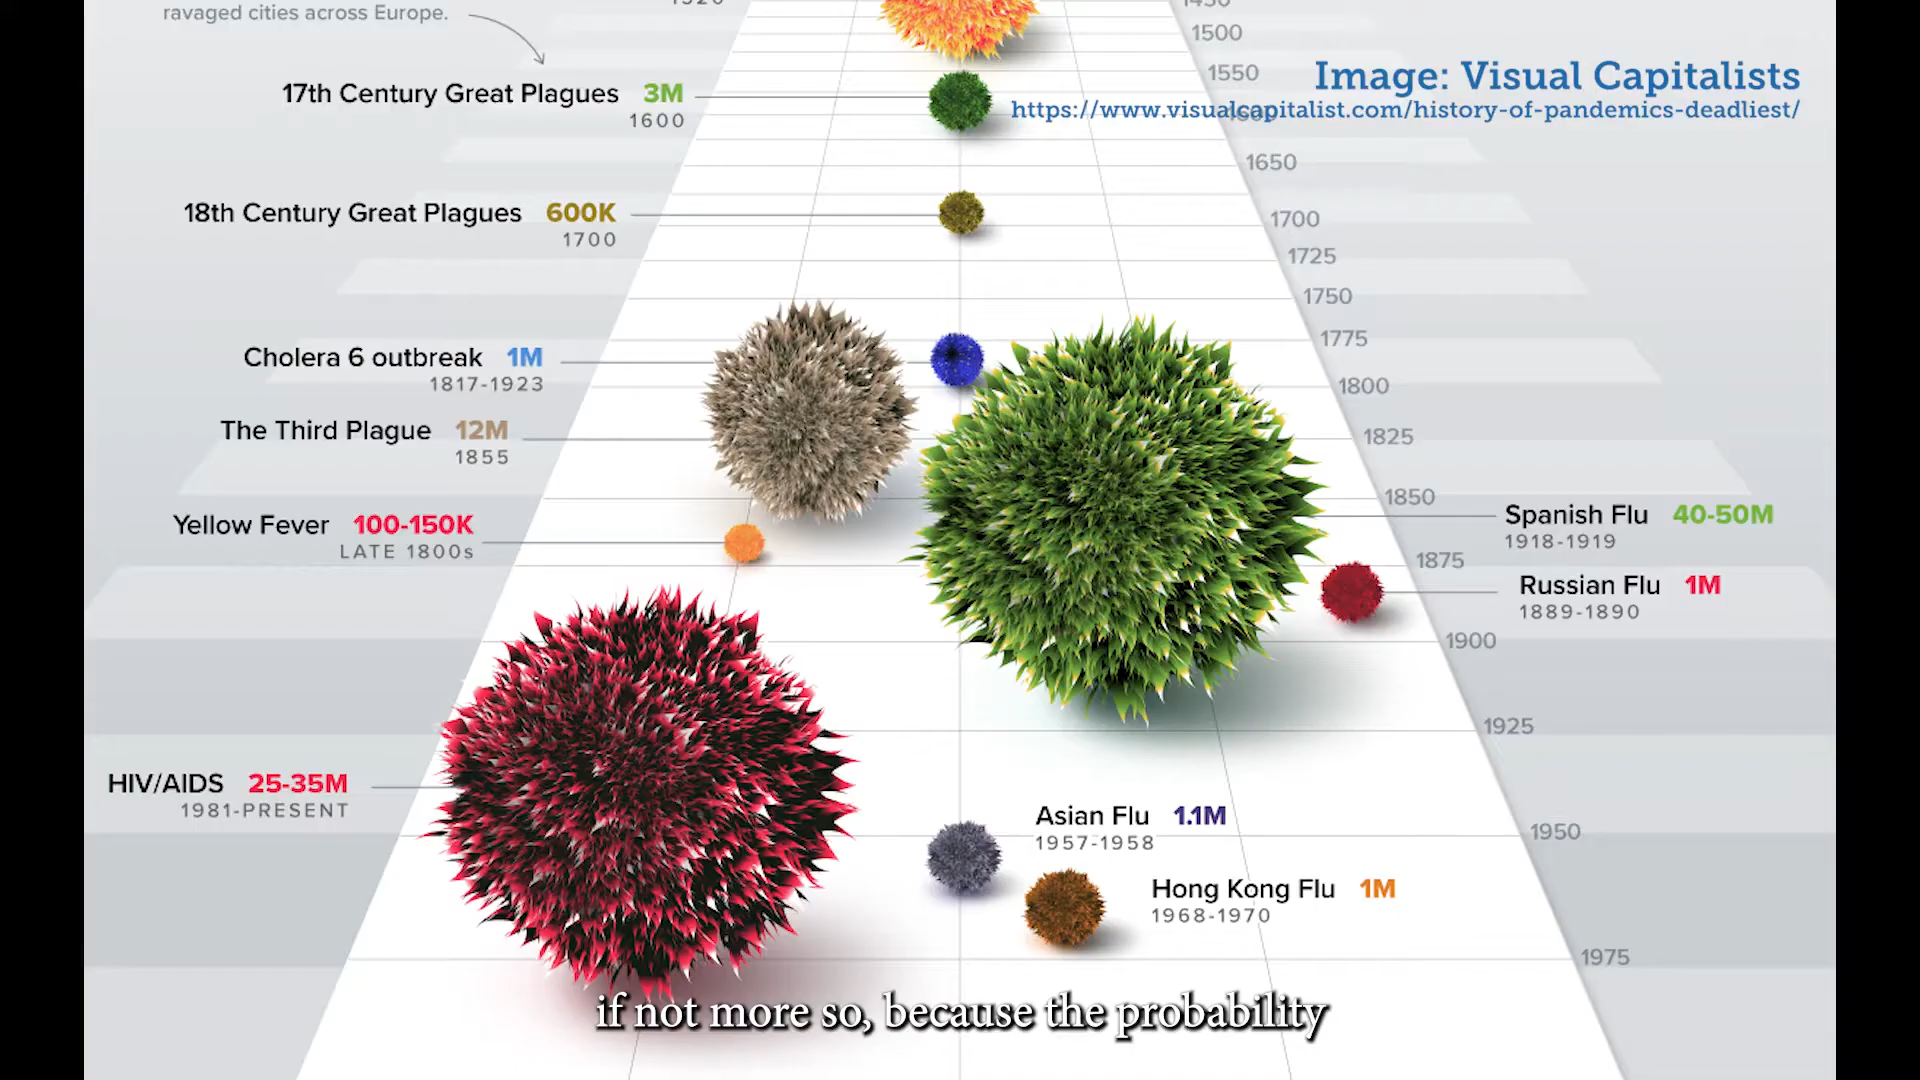 ravaged cities across Europe.
1500
Image: Visual Capitalists
1550
17th Century Great Plagues 3M
https://www.visualcapitalist.com/history-of-pandemics-deadliest/
1600
1650
18th Century Great Plagues 600K
1700
1700
1725
1750
1775
Cholera 6 outbreak 1M
1817-1923
1800
The Third Plague 12M
1825
1855
1850
Spanish Flu 40-50M
Yellow Fever 100-150K
1918-1919
LATE 1800s
1875
Russian Flu 1M
1889-1890
1900
1925
HIV/AIDS 25-35M
1981-PRESENT
Asian Flu 1.1M
1950
1957-1958
Hong Kong Flu 1M
1968-1970
1975
if not more so, because the probability